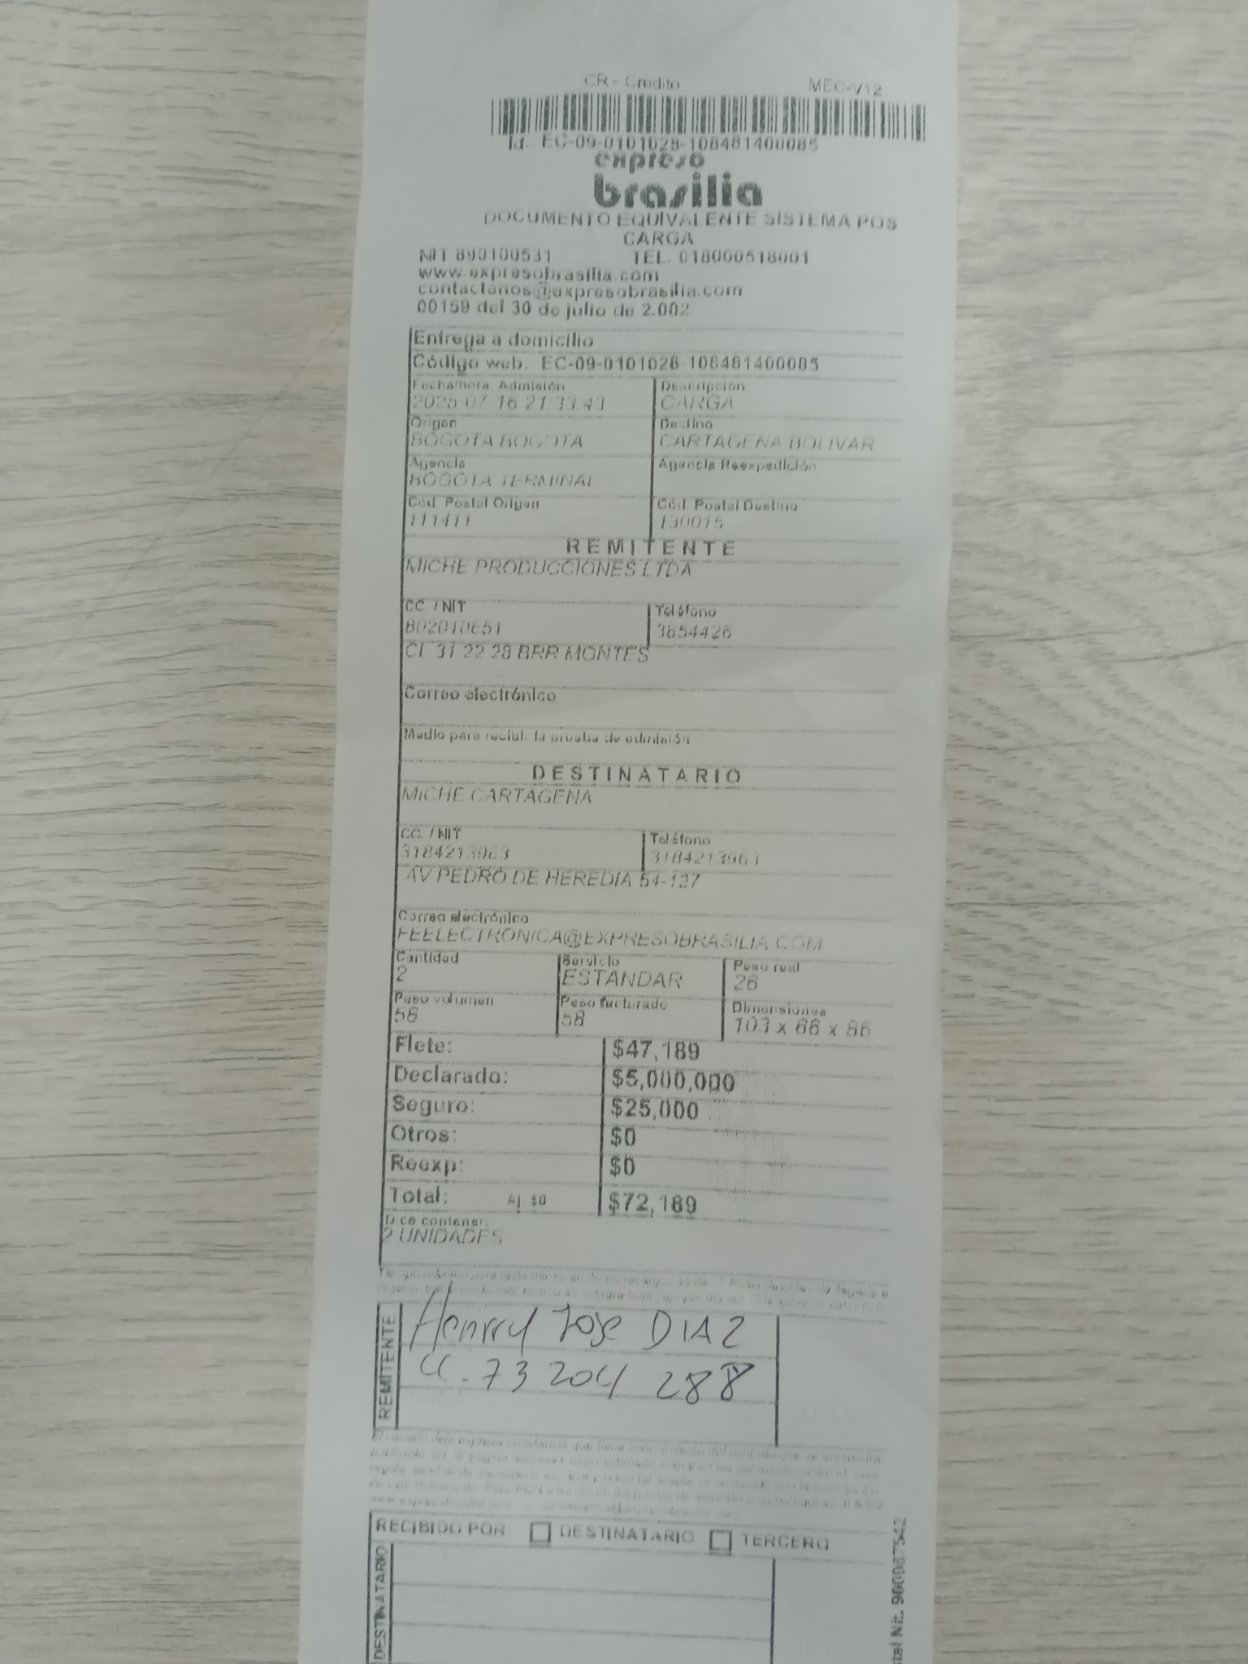 CR - Credito MEC-V12
Id.. EC-09-0101028-108481400085
expreso
brasilia
DOCUMENTO EQUIVALENTE SISTEMA POS
CARGA
NIT 890100531 TEL. 018000518001
www.expresobrasilia.com
contactenos@expresobrasilia.com
00159 del 30 de julio de 2.002
Entrega a domicilio
Código web. EC-09-0101028-108481400085
Fecha/hora Admisión Descripción
2025-07-16 21:33:43 CARGA
Origen Destino
BOGOTA BOGOTA CARTAGENA BOLIVAR
Agencia Agencia Reexpedición
BOGOTA TERMINAL
Cód. Postal Origen Cód. Postal Destino
111411 130015
REMITENTE
MICHE PRODUCCIONES LTDA
CC. / NIT Teléfono
802010651 3854426
CL 31 22 28 BRR MONTES
Correo electrónico
Medio para recibir la prueba de admisión
DESTINATARIO
MICHE CARTAGENA
CC. / NIT Teléfono
3184213963 3184213963
AV PEDRO DE HEREDIA 54-127
Correo electrónico
FEELECTRONICA@EXPRESOBRASILIA.COM
Cantidad Servicio Peso real
2 ESTANDAR 26
Peso volumen Peso facturado Dimensiones
58 58 103 x 66 x 86
Flete: $47,189
Declarado: $5,000,000
Seguro: $25,000
Otros: $0
Reexp: $0
Total: Aj. $0 $72,189
Dice contener:
2 UNIDADES
REMITENTE
Henrry Jose DIAZ
cc. 73 204 288
RECIBIDO POR DESTINATARIO TERCERO
DESTINATARIO
Nit. 900087542